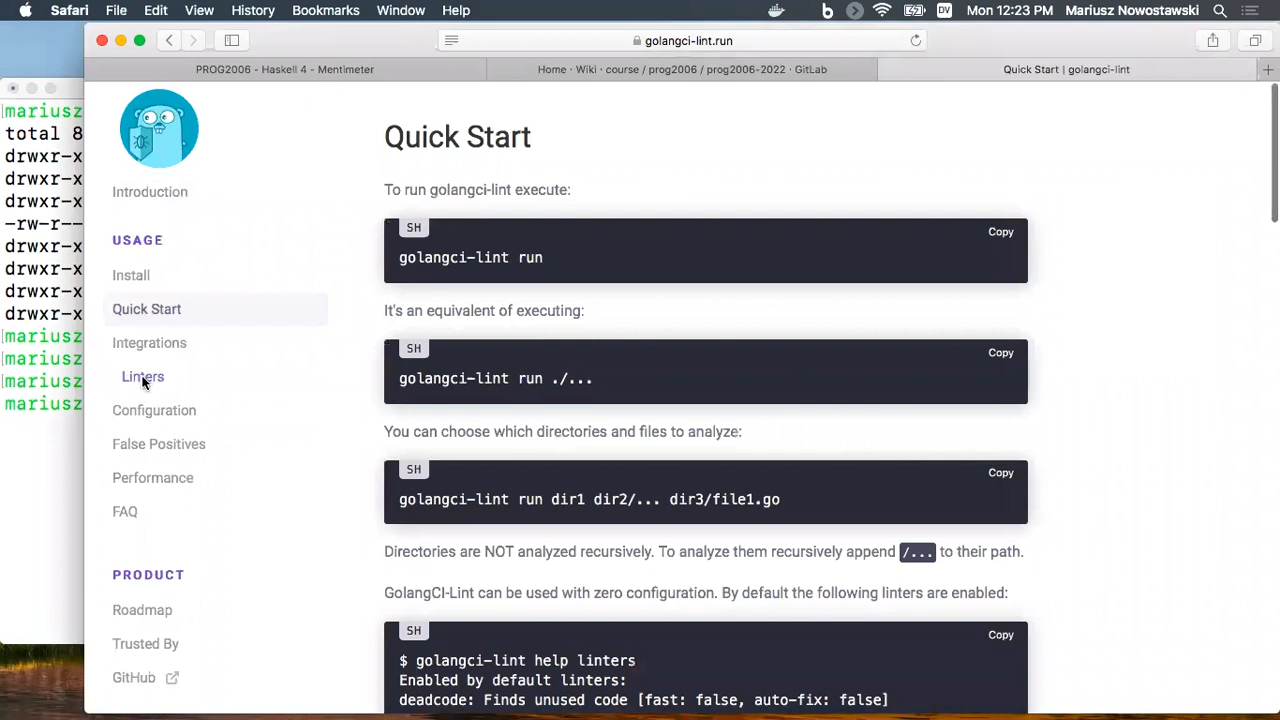 Safari File Edit View History Bookmarks Window Help DV Mon 12:23 PM Mariusz Nowostawski
golangci-lint.run
PROG2006 - Haskell 4 - Mentimeter Home · Wiki · course / prog2006 / prog2006-2022 · GitLab Quick Start | golangci-lint
mariusz
total 8
drwxr-x
drwxr-x
drwxr-x
-rw-r--
drwxr-x
drwxr-x
drwxr-x
drwxr-x
mariusz
mariusz
mariusz
mariusz
Introduction
USAGE
Install
Quick Start
Integrations
Linters
Configuration
False Positives
Performance
FAQ
PRODUCT
Roadmap
Trusted By
GitHub
Quick Start
To run golangci-lint execute:
SH Copy
golangci-lint run
It's an equivalent of executing:
SH Copy
golangci-lint run ./...
You can choose which directories and files to analyze:
SH Copy
golangci-lint run dir1 dir2/... dir3/file1.go
Directories are NOT analyzed recursively. To analyze them recursively append /... to their path.
GolangCI-Lint can be used with zero configuration. By default the following linters are enabled:
SH Copy
$ golangci-lint help linters
Enabled by default linters:
deadcode: Finds unused code [fast: false, auto-fix: false]